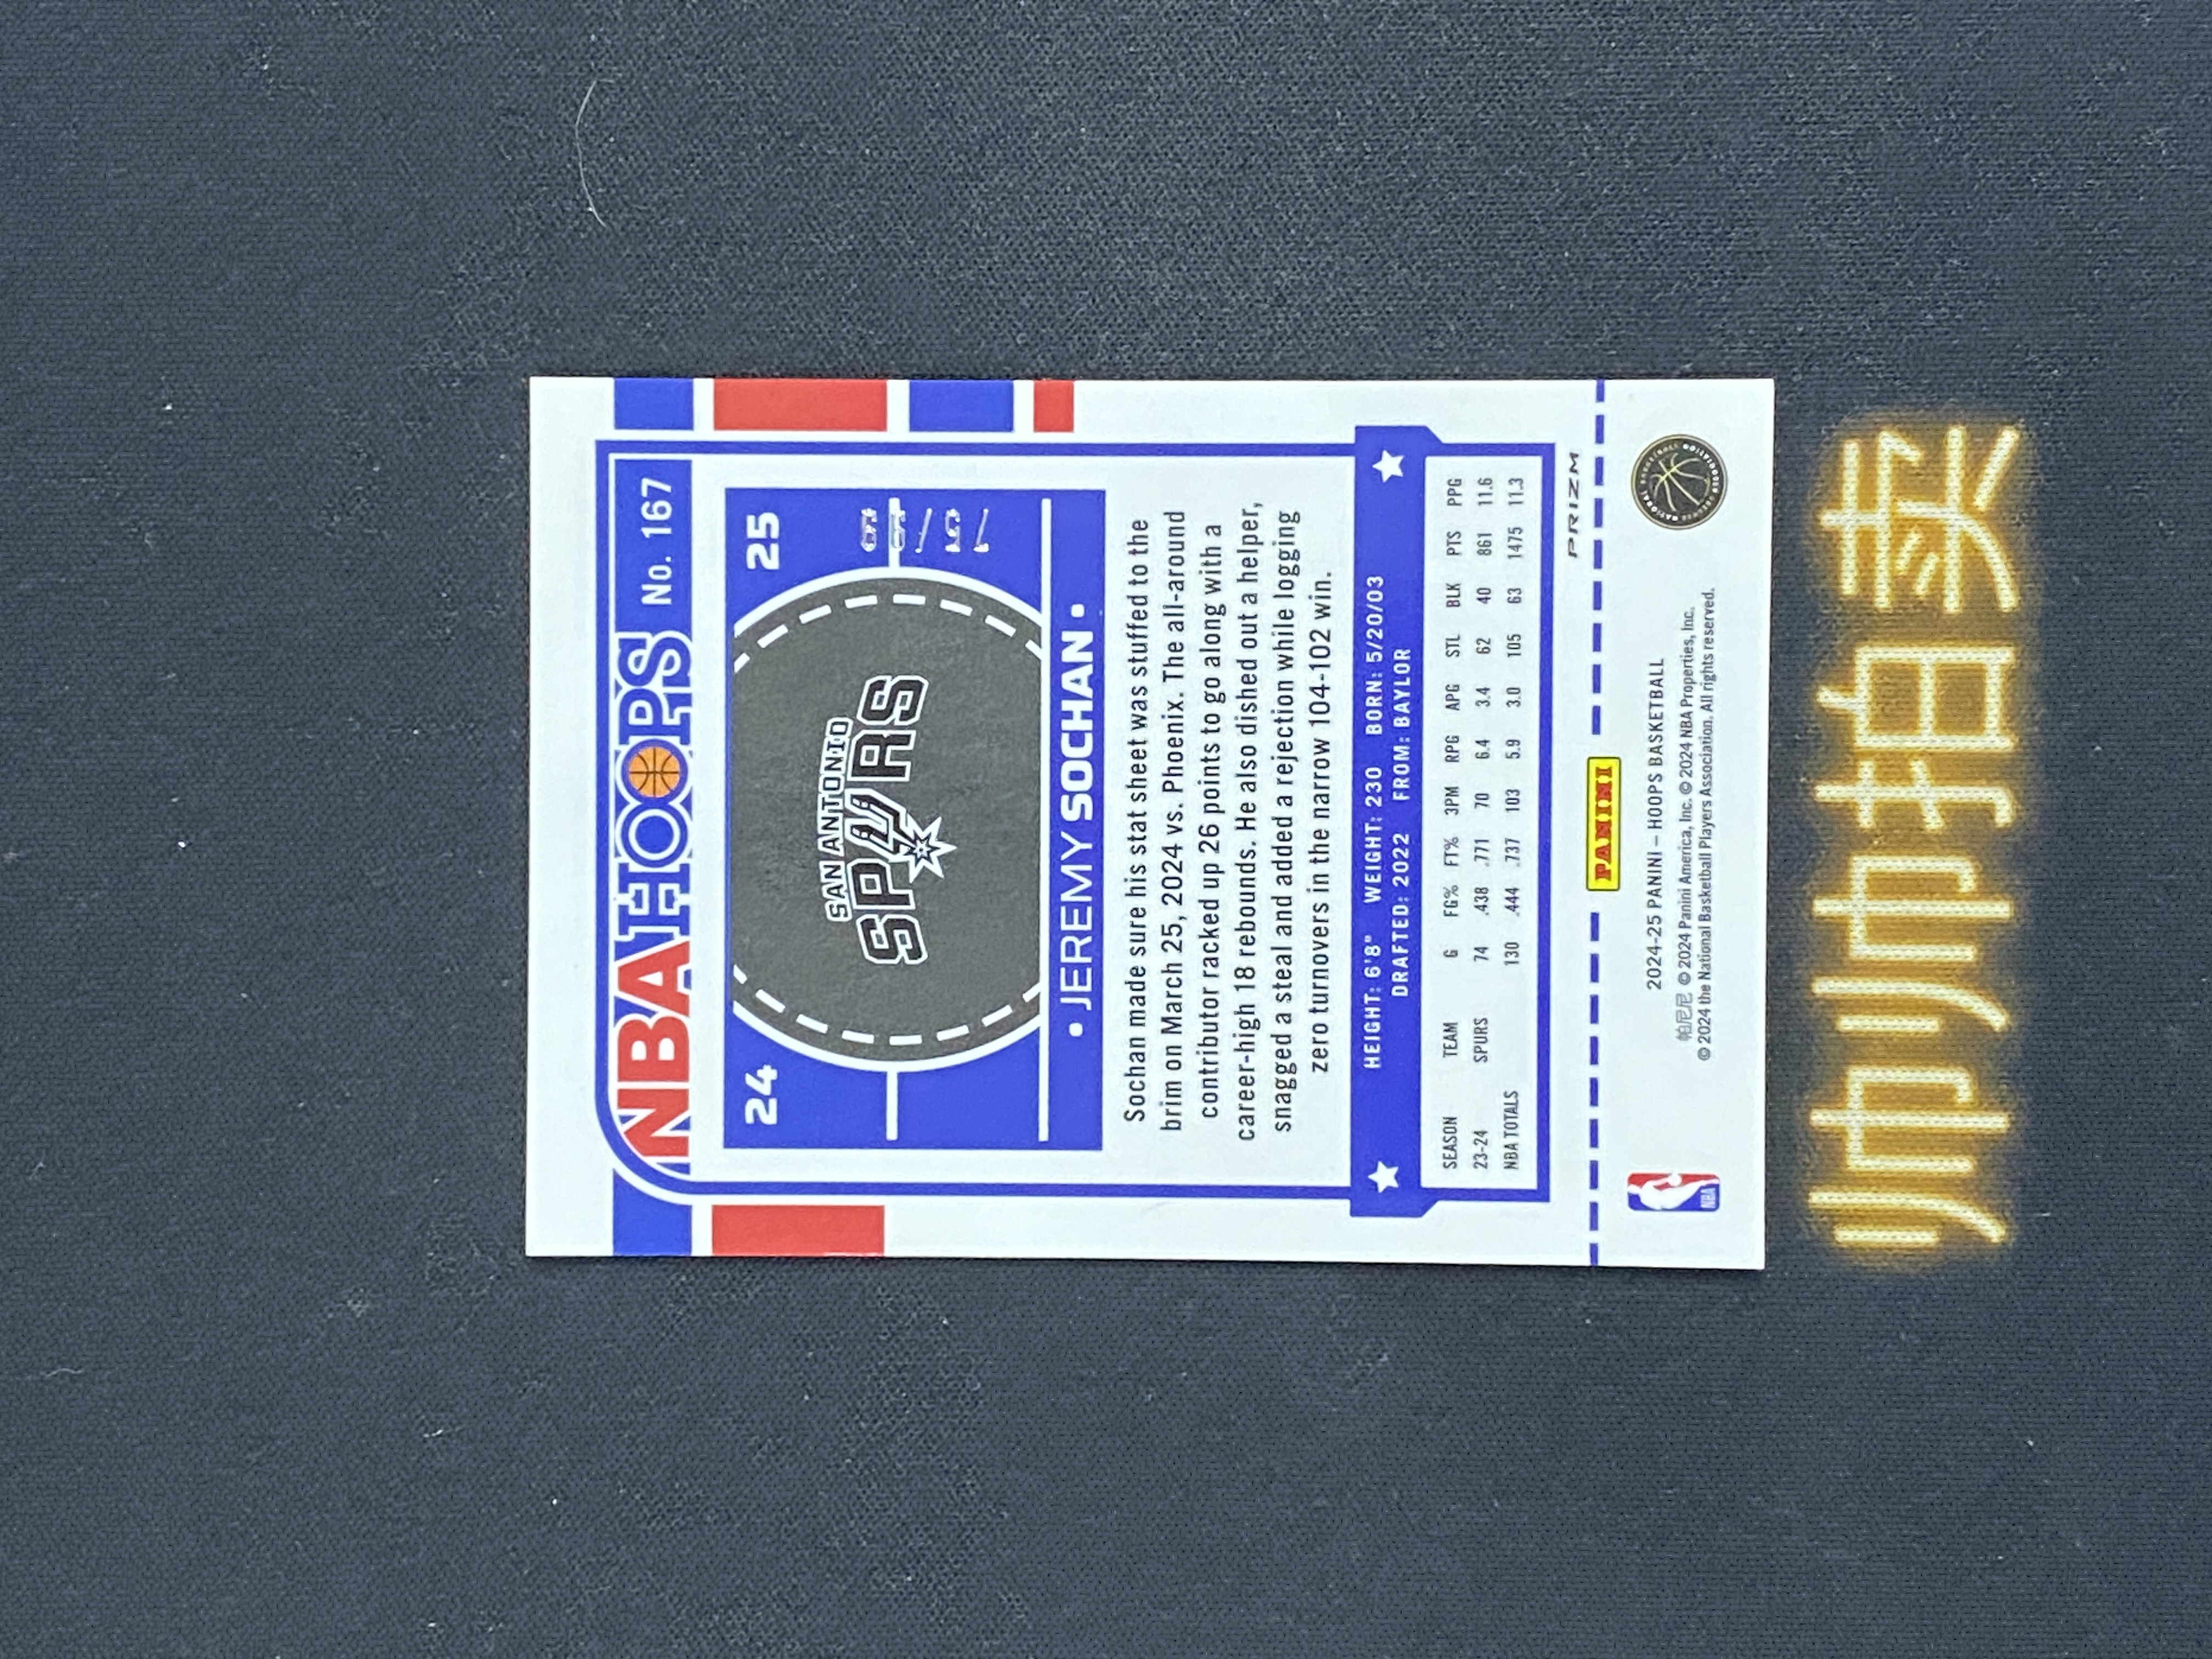 NBAHOOPS No. 167
24 25
SAN ANTONIO
SPURS
• JEREMY SOCHAN •
Sochan made sure his stat sheet was stuffed to the
brim on March 25, 2024 vs. Phoenix. The all-around
contributor racked up 26 points to go along with a
career-high 18 rebounds. He also dished out a helper,
snagged a steal and added a rejection while logging
zero turnovers in the narrow 104-102 win.
HEIGHT: 6'8" WEIGHT: 230 BORN: 5/20/03
DRAFTED: 2022 FROM: BAYLOR
SEASON TEAM G FG% FT% 3PM RPG APG STL BLK PTS PPG
23-24 SPURS 74 .438 .771 70 6.4 3.4 62 40 861 11.6
NBA TOTALS 130 .444 .737 103 5.9 3.0 105 63 1475 11.3
PRIZM
PANINI
2024-25 PANINI – HOOPS BASKETBALL
帕尼尼 © 2024 Panini America, Inc. © 2024 NBA Properties, Inc.
© 2024 the National Basketball Players Association. All rights reserved.
NBA
帅帅拍卖